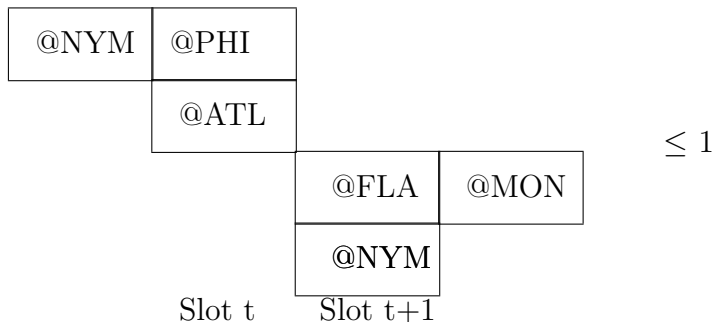 @NYM @PHI
@ATL
≤ 1
@FLA @MON
@NYM
Slot t Slot t+1